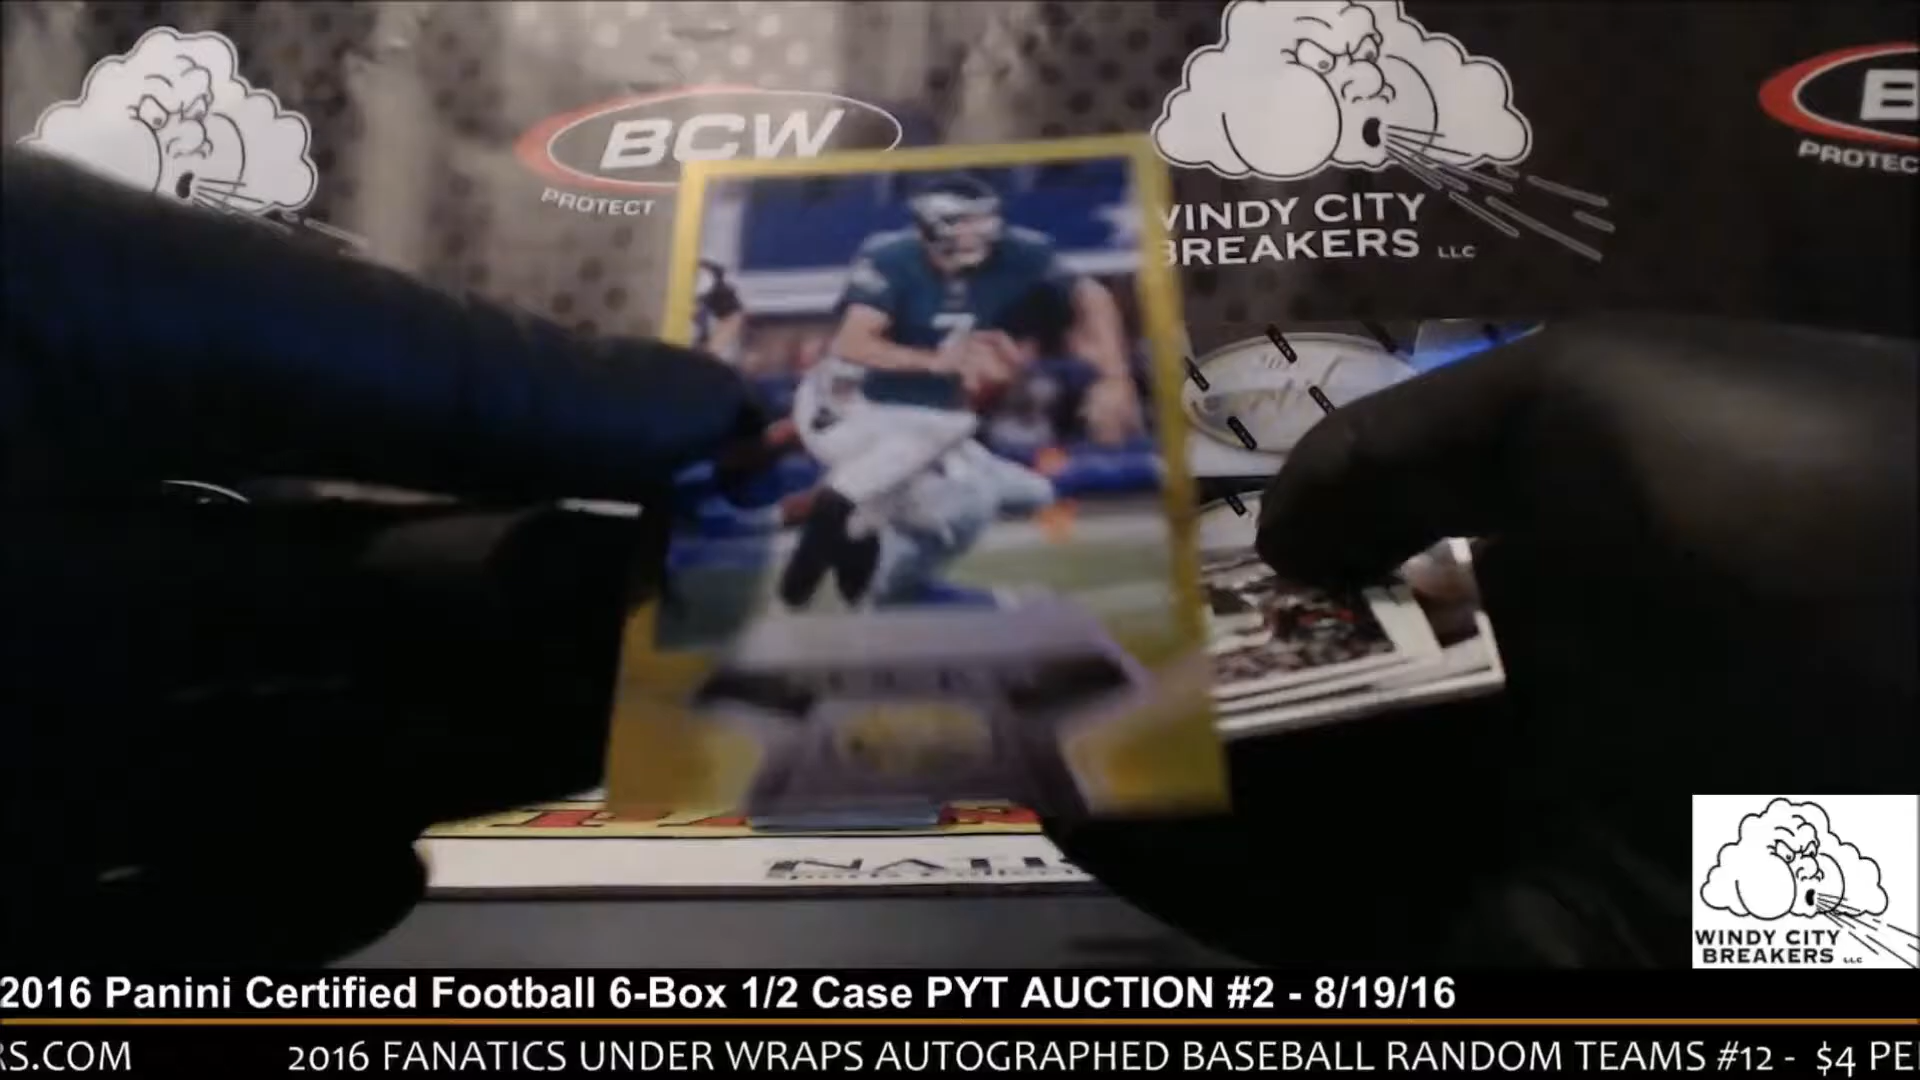 BCW
PROTECT
WINDY CITY
BREAKERS LLC
B
PROTEC
7
NATI
WINDY CITY
BREAKERS LLC
2016 Panini Certified Football 6-Box 1/2 Case PYT AUCTION #2 - 8/19/16
RS.COM 2016 FANATICS UNDER WRAPS AUTOGRAPHED BASEBALL RANDOM TEAMS #12 - $4 PE